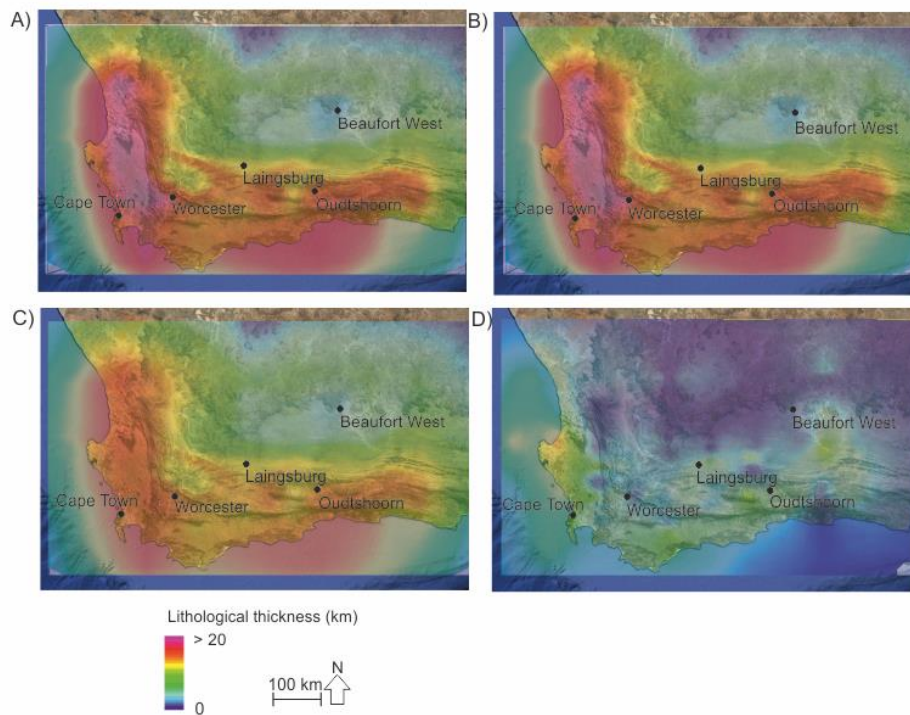 A)
Beaufort West
Laingsburg
Cape Town
Worcester
Oudtshoorn
B)
Beaufort West
Laingsburg
Cape Town
Worcester
Oudtshoorn
C)
Beaufort West
Laingsburg
Cape Town
Worcester
Oudtshoorn
D)
Beaufort West
Laingsburg
Cape Town
Worcester
Oudtshoorn
Lithological thickness (km)
> 20
0
100 km
N